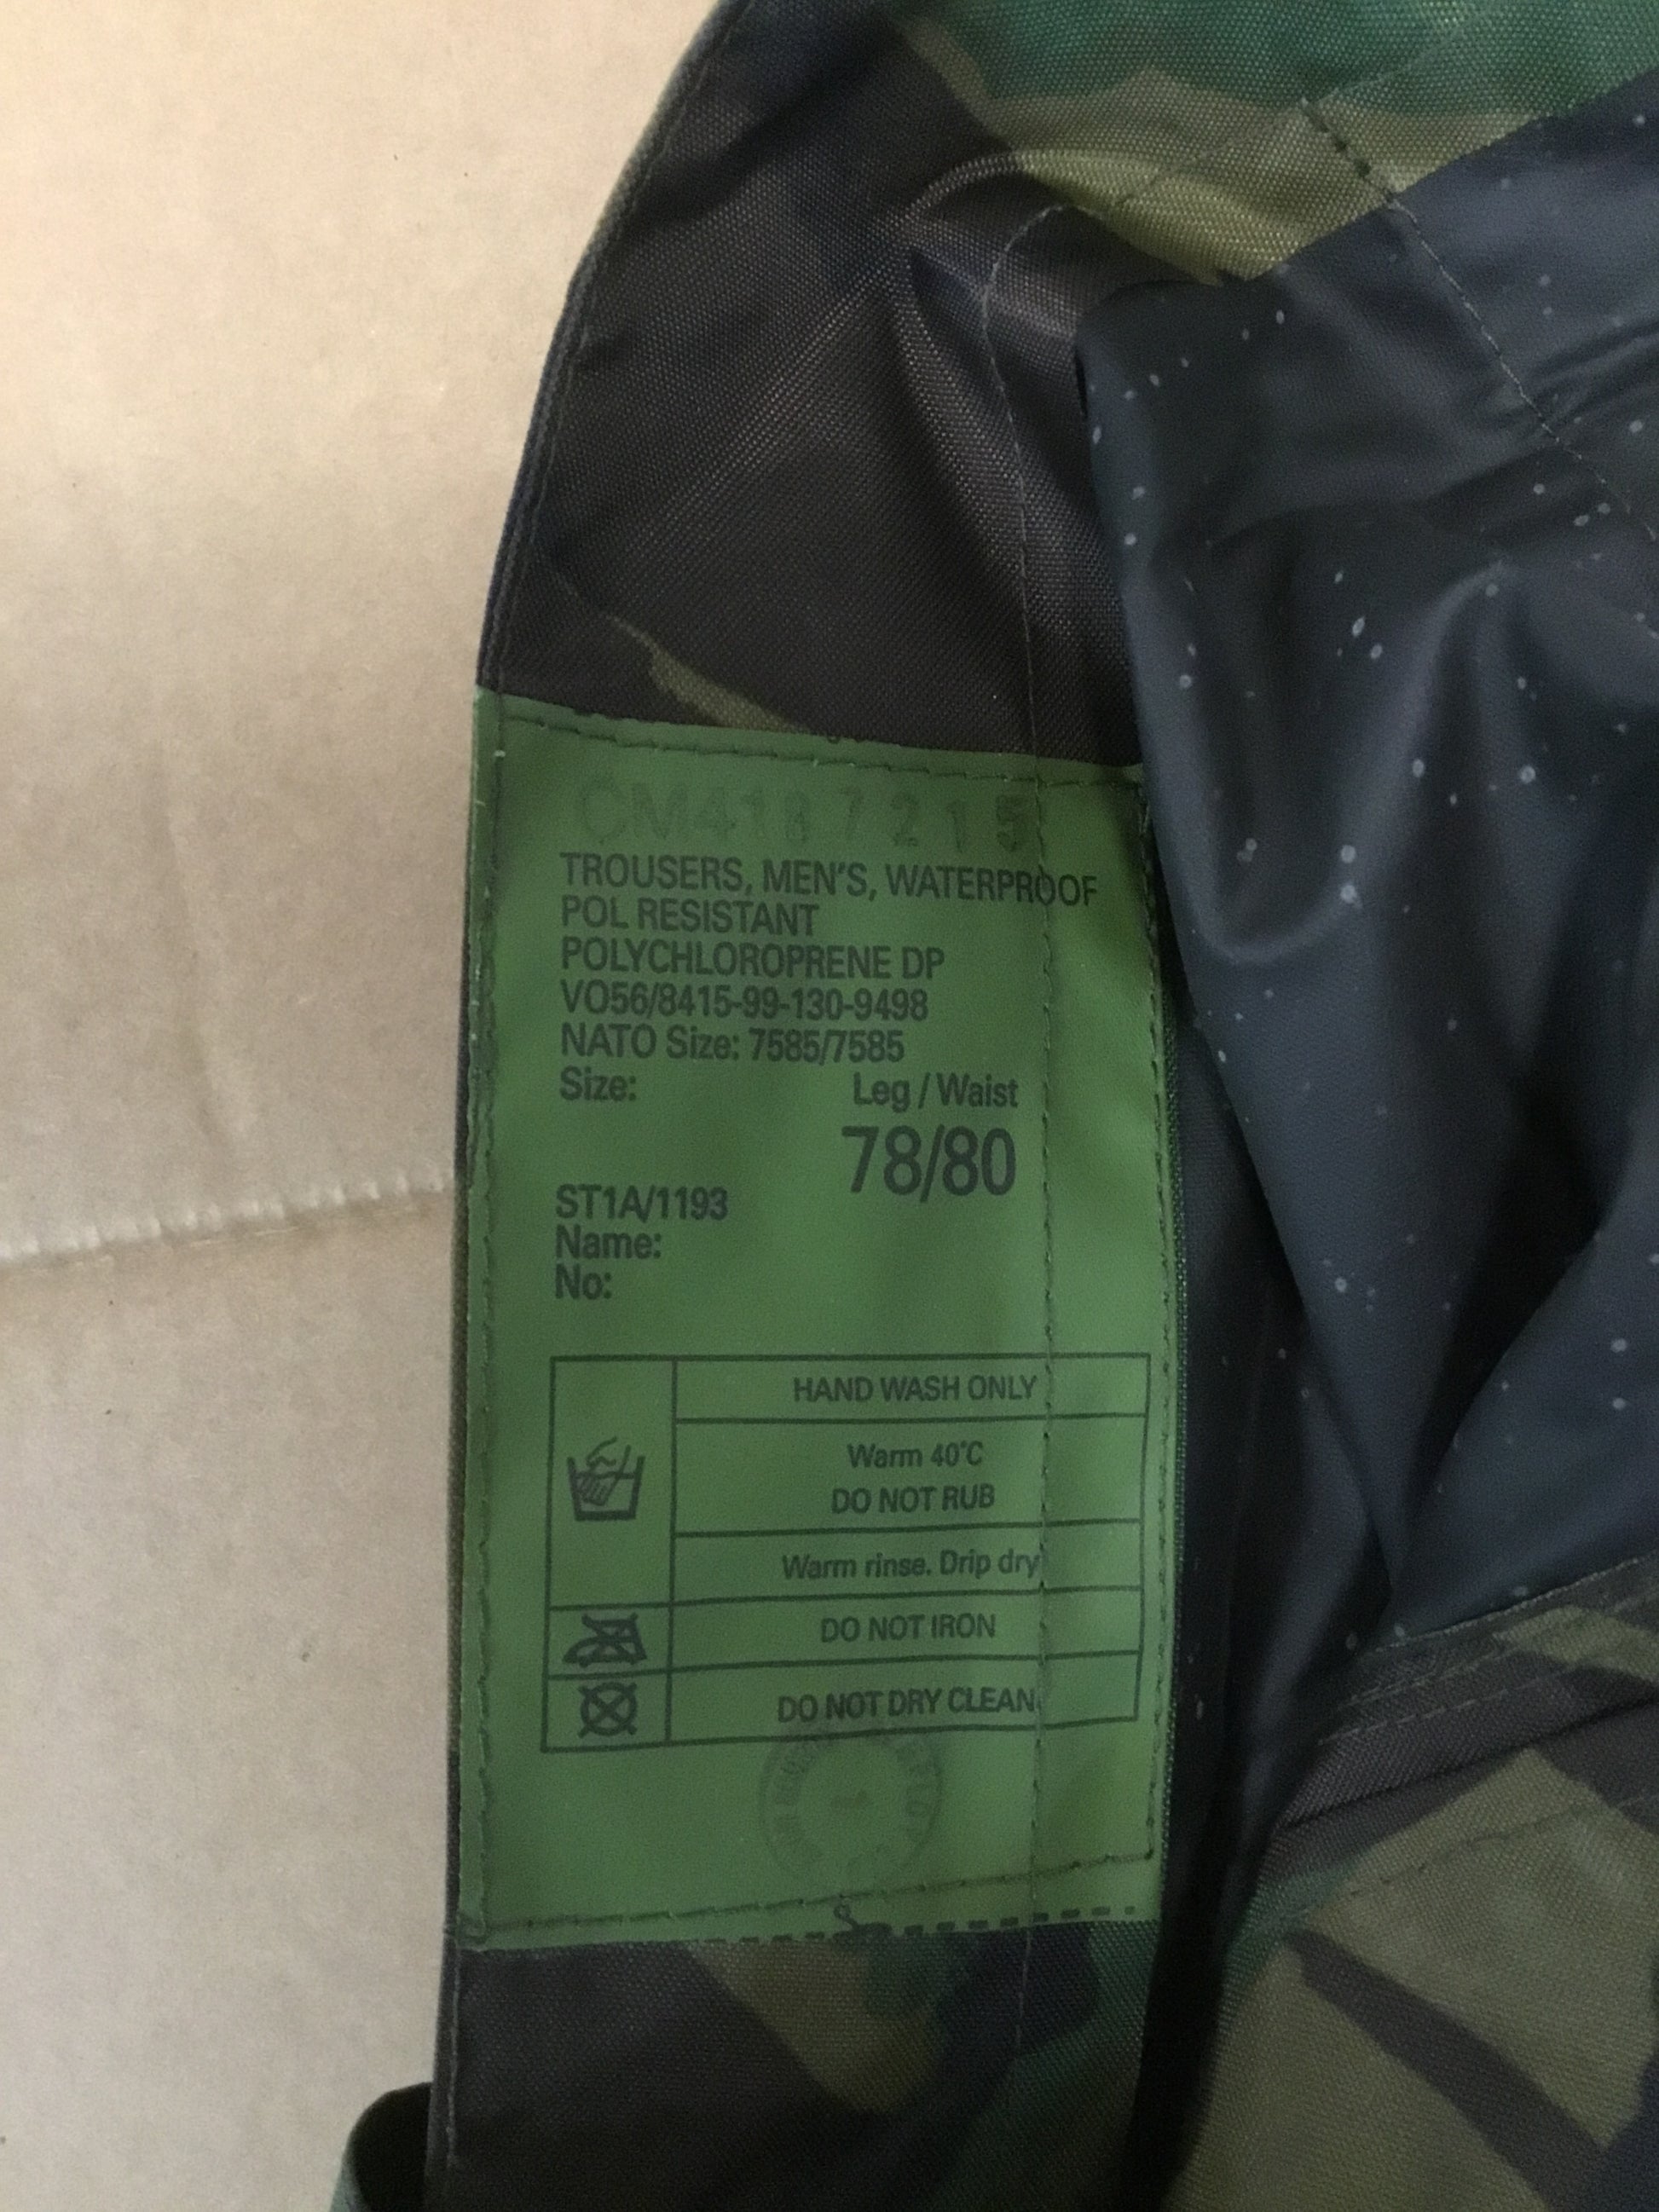 CM4187215
TROUSERS, MEN'S, WATERPROOF
POL RESISTANT
POLYCHLOROPRENE DP
VO56/8415-99-130-9498
NATO Size: 7585/7585
Size: Leg / Waist
78/80
ST1A/1193
Name:
No:
HAND WASH ONLY
Warm 40°C
DO NOT RUB
Warm rinse. Drip dry
DO NOT IRON
DO NOT DRY CLEAN